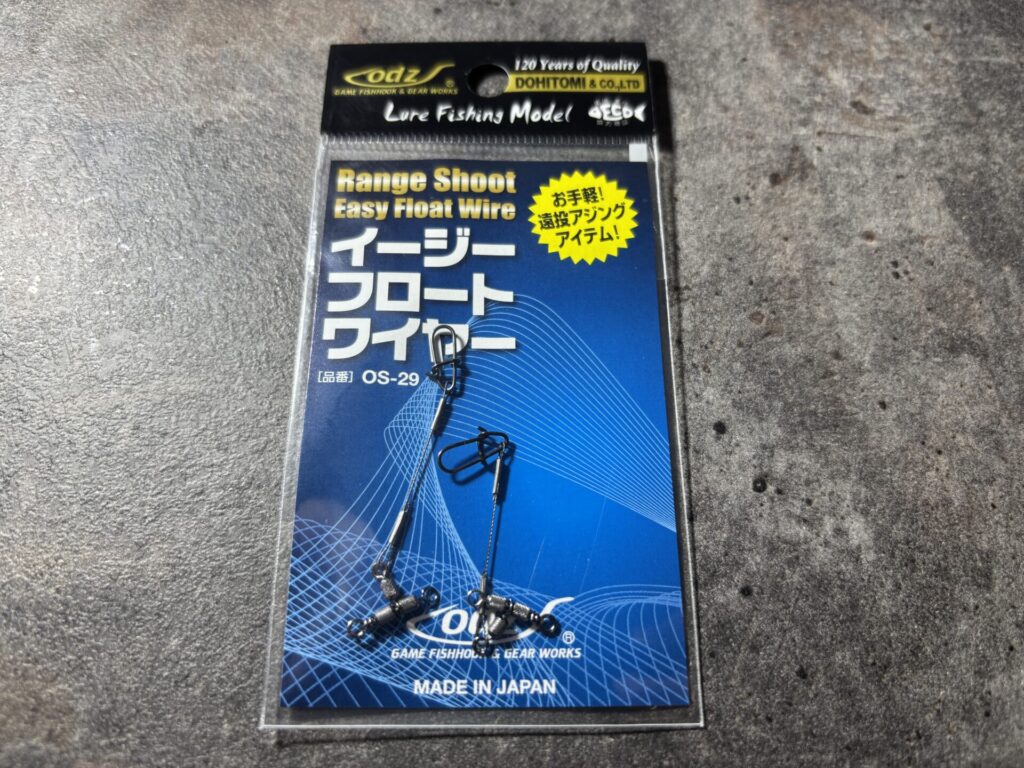 odzs®
GAME FISHHOOK & GEAR WORKS
120 Years of Quality
DOHITOMI & CO.,LTD
Lure Fishing Model
Range Shoot
Easy Float Wire
お手軽!
遠投アジング
アイテム!
イージー
フロート
ワイヤー
[品番] OS-29
odzs®
GAME FISHHOOK & GEAR WORKS
MADE IN JAPAN